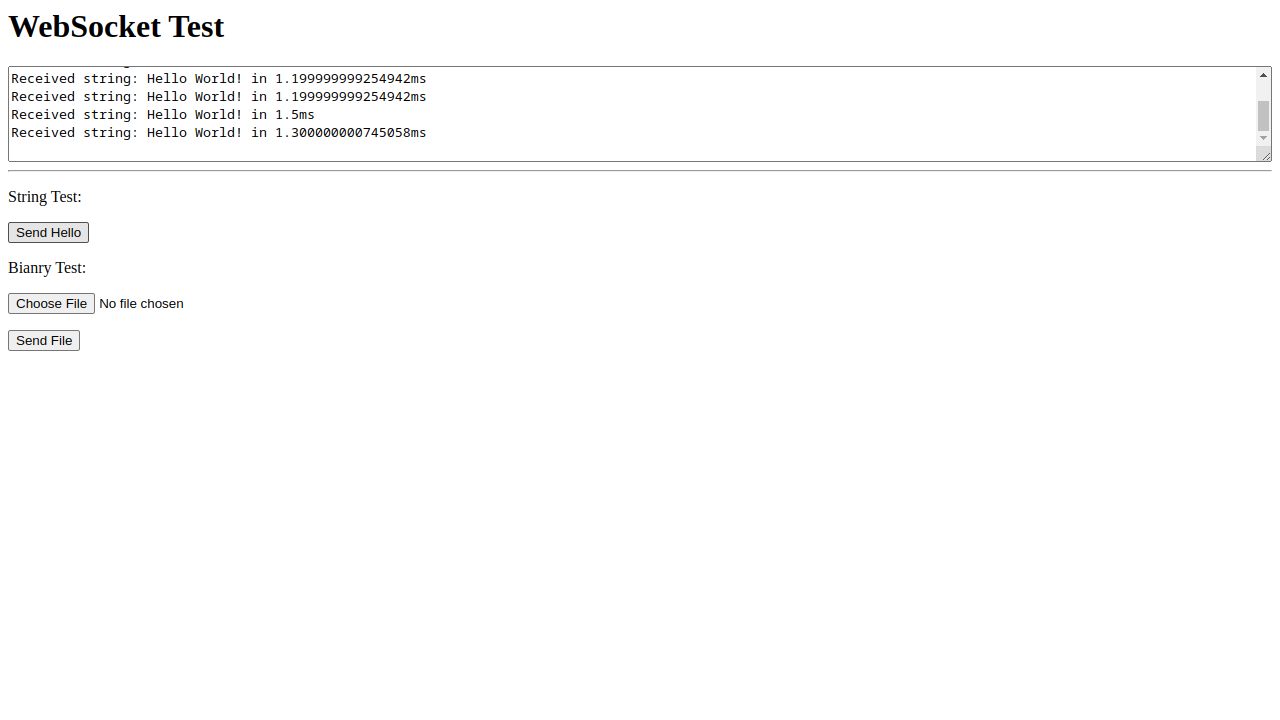 WebSocket Test
Received string: Hello World! in 1.199999999254942ms
Received string: Hello World! in 1.199999999254942ms
Received string: Hello World! in 1.5ms
Received string: Hello World! in 1.300000000745058ms
String Test:
Send Hello
Bianry Test:
Choose File No file chosen
Send File